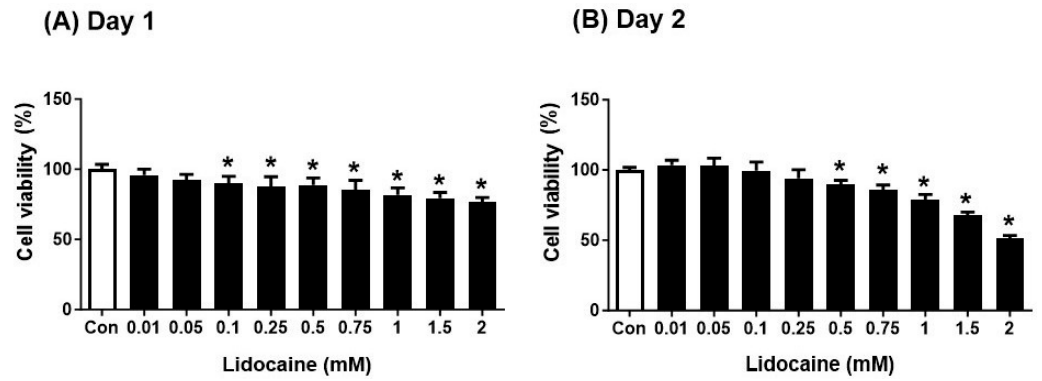 (A) Day 1
Cell viability (%)
150
100
50
0
* * * * * * *
Con 0.01 0.05 0.1 0.25 0.5 0.75 1 1.5 2
Lidocaine (mM)
(B) Day 2
Cell viability (%)
150
100
50
0
* * * * *
Con 0.01 0.05 0.1 0.25 0.5 0.75 1 1.5 2
Lidocaine (mM)